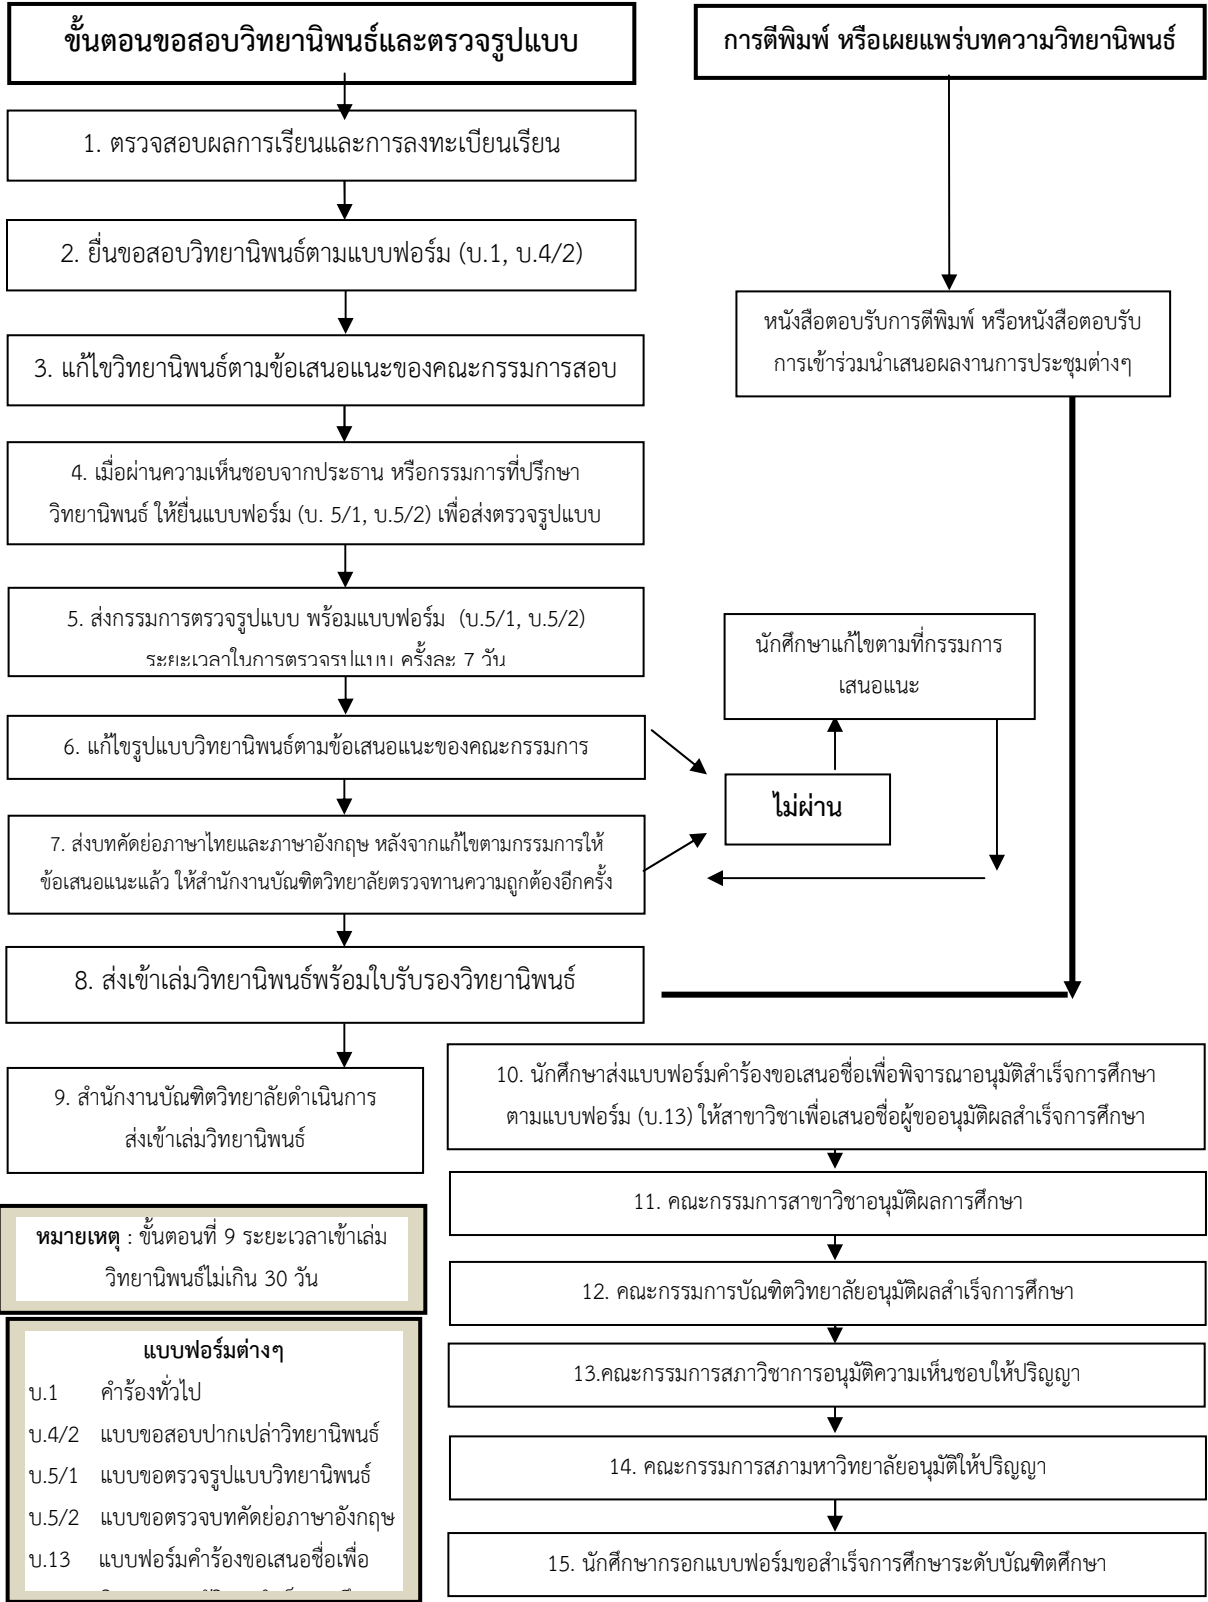 ขั้นตอนขอสอบวิทยานิพนธ์และตรวจรูปแบบ
1. ตรวจสอบผลการเรียนและการลงทะเบียนเรียน
2. ยื่นขอสอบวิทยานิพนธ์ตามแบบฟอร์ม (บ.1, บ.4/2)
3. แก้ไขวิทยานิพนธ์ตามข้อเสนอแนะของคณะกรรมการสอบ
4. เมื่อผ่านความเห็นชอบจากประธาน หรือกรรมการที่ปรึกษา
วิทยานิพนธ์ ให้ยื่นแบบฟอร์ม (บ. 5/1, บ.5/2) เพื่อส่งตรวจรูปแบบ
5. ส่งกรรมการตรวจรูปแบบ พร้อมแบบฟอร์ม (บ.5/1, บ.5/2)
ระยะเวลาในการตรวจรูปแบบ ครั้งละ 7 วัน
6. แก้ไขรูปแบบวิทยานิพนธ์ตามข้อเสนอแนะของคณะกรรมการ
7. ส่งบทคัดย่อภาษาไทยและภาษาอังกฤษ หลังจากแก้ไขตามกรรมการให้
ข้อเสนอแนะแล้ว ให้สำนักงานบัณฑิตวิทยาลัยตรวจทานความถูกต้องอีกครั้ง
8. ส่งเข้าเล่มวิทยานิพนธ์พร้อมใบรับรองวิทยานิพนธ์
9. สำนักงานบัณฑิตวิทยาลัยดำเนินการ
ส่งเข้าเล่มวิทยานิพนธ์
การตีพิมพ์ หรือเผยแพร่บทความวิทยานิพนธ์
หนังสือตอบรับการตีพิมพ์ หรือหนังสือตอบรับ
การเข้าร่วมนำเสนอผลงานการประชุมต่างๆ
นักศึกษาแก้ไขตามที่กรรมการ
เสนอแนะ
ไม่ผ่าน
10. นักศึกษาส่งแบบฟอร์มคำร้องขอเสนอชื่อเพื่อพิจารณาอนุมัติสำเร็จการศึกษา
ตามแบบฟอร์ม (บ.13) ให้สาขาวิชาเพื่อเสนอชื่อผู้ขออนุมัติผลสำเร็จการศึกษา
11. คณะกรรมการสาขาวิชาอนุมัติผลการศึกษา
12. คณะกรรมการบัณฑิตวิทยาลัยอนุมัติผลสำเร็จการศึกษา
13.คณะกรรมการสภาวิชาการอนุมัติความเห็นชอบให้ปริญญา
14. คณะกรรมการสภามหาวิทยาลัยอนุมัติให้ปริญญา
15. นักศึกษากรอกแบบฟอร์มขอสำเร็จการศึกษาระดับบัณฑิตศึกษา
หมายเหตุ : ขั้นตอนที่ 9 ระยะเวลาเข้าเล่ม
วิทยานิพนธ์ไม่เกิน 30 วัน
แบบฟอร์มต่างๆ
บ.1 คำร้องทั่วไป
บ.4/2 แบบขอสอบปากเปล่าวิทยานิพนธ์
บ.5/1 แบบขอตรวจรูปแบบวิทยานิพนธ์
บ.5/2 แบบขอตรวจบทคัดย่อภาษาอังกฤษ
บ.13 แบบฟอร์มคำร้องขอเสนอชื่อเพื่อ